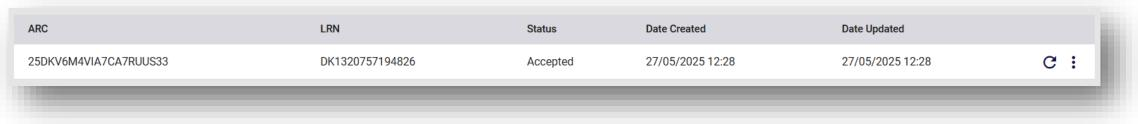 ARC LRN Status Date Created Date Updated
25DKV6M4VIA7CA7RUUS33 DK1320757194826 Accepted 27/05/2025 12:28 27/05/2025 12:28